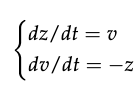 dz/dt = v
dv/dt = −z